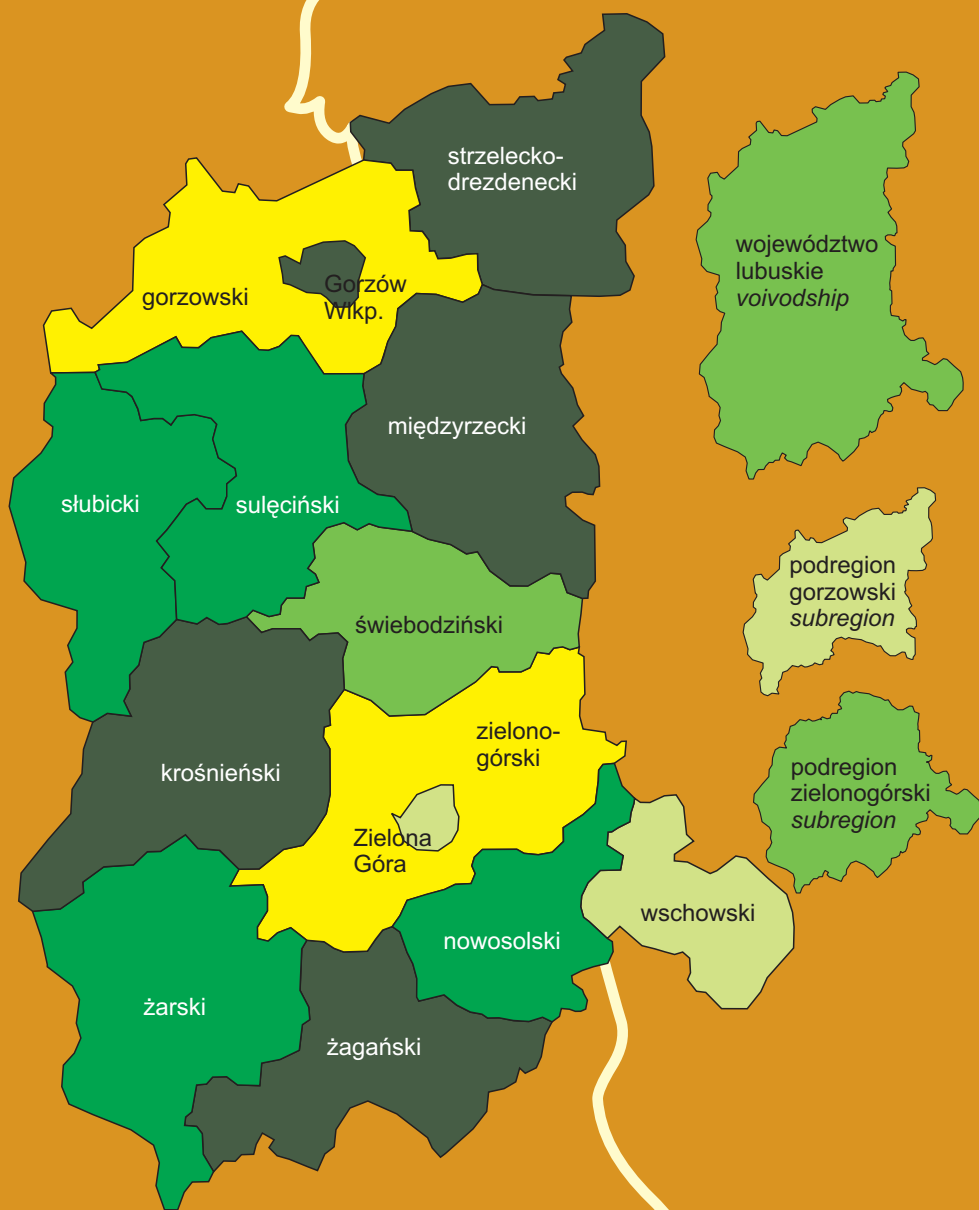 strzelecko-
drezdenecki
województwo
lubuskie
voivodship
gorzowski
Gorzów
Wlkp.
międzyrzecki
słubicki
sulęciński
podregion
gorzowski
subregion
świebodziński
zielono-
górski
krośnieński
podregion
zielonogórski
subregion
Zielona
Góra
wschowski
nowosolski
żarski
żagański